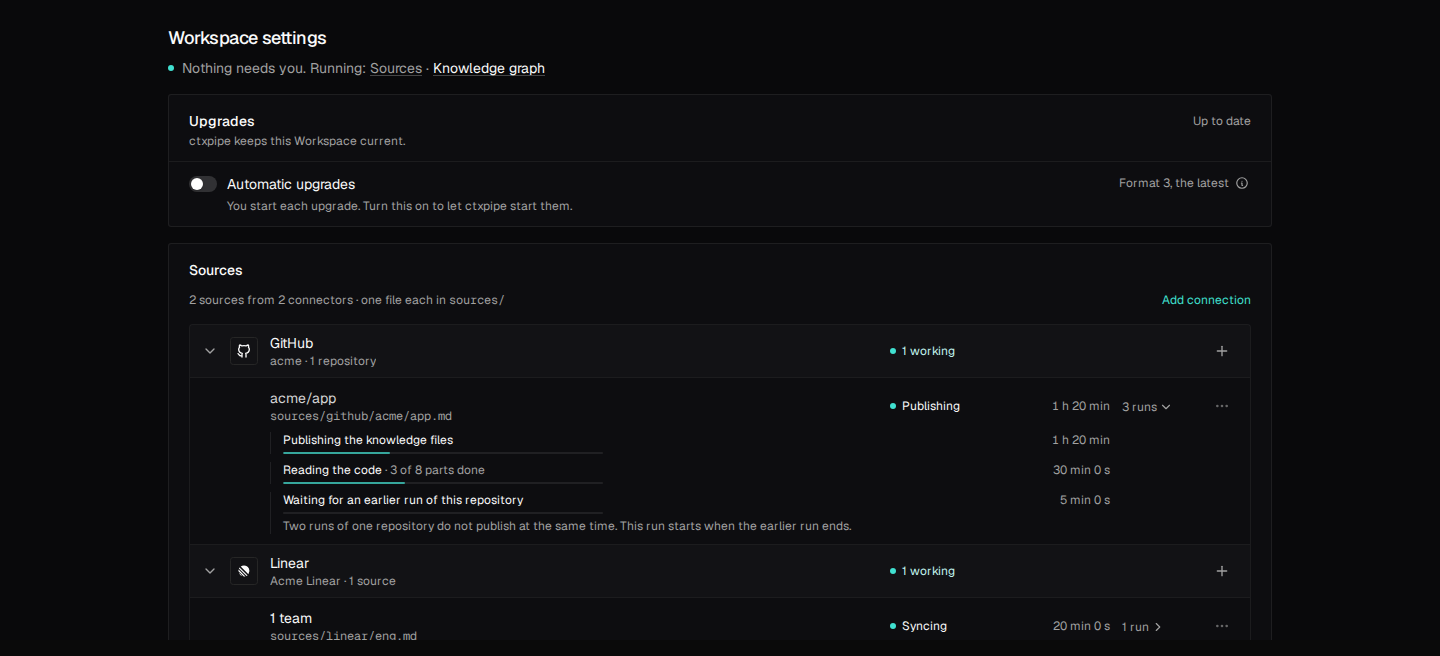 Workspace settings
Nothing needs you. Running: Sources · Knowledge graph
Upgrades
Up to date
ctxpipe keeps this Workspace current.
Automatic upgrades
Format 3, the latest
You start each upgrade. Turn this on to let ctxpipe start them.
Sources
2 sources from 2 connectors · one file each in sources/
Add connection
GitHub
acme · 1 repository
1 working
acme/app
sources/github/acme/app.md
Publishing
1 h 20 min
3 runs
Publishing the knowledge files
1 h 20 min
Reading the code · 3 of 8 parts done
30 min 0 s
Waiting for an earlier run of this repository
5 min 0 s
Two runs of one repository do not publish at the same time. This run starts when the earlier run ends.
Linear
Acme Linear · 1 source
1 working
1 team
sources/linear/eng.md
Syncing
20 min 0 s
1 run